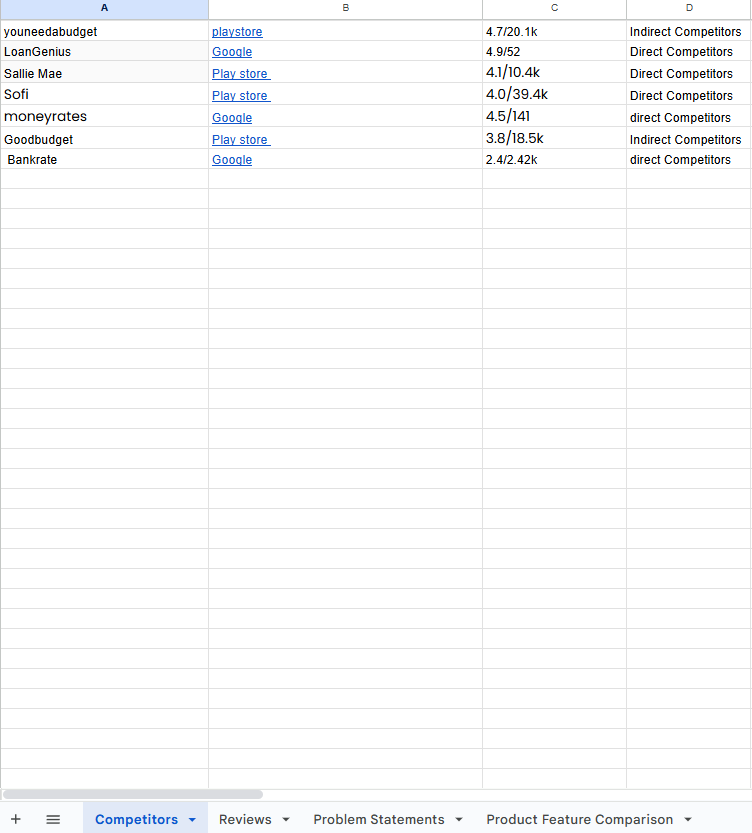 A B C D
youneedabudget playstore 4.7/20.1k Indirect Competitors
LoanGenius Google 4.9/52 Direct Competitors
Sallie Mae Play store 4.1/10.4k Direct Competitors
Sofi Play store 4.0/39.4k Direct Competitors
moneyrates Google 4.5/141 direct Competitors
Goodbudget Play store 3.8/18.5k Indirect Competitors
Bankrate Google 2.4/2.42k direct Competitors
Competitors Reviews Problem Statements Product Feature Comparison